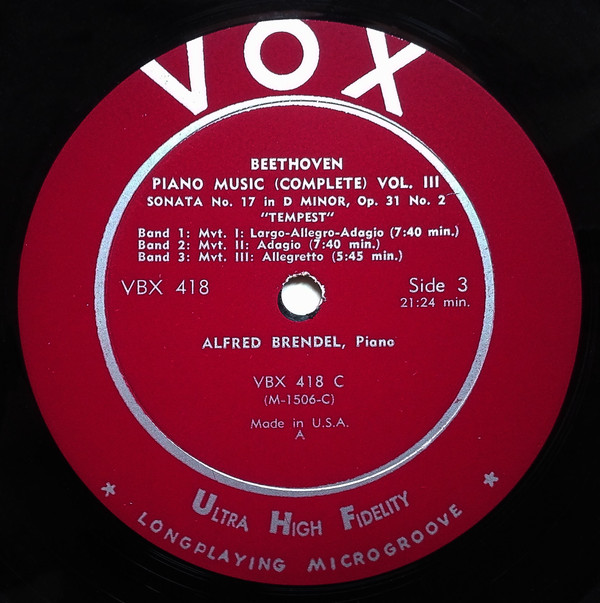 VOX
BEETHOVEN
PIANO MUSIC (COMPLETE) VOL. III
SONATA No. 17 in D MINOR, Op. 31 No. 2
"TEMPEST"
Band 1: Mvt. I: Largo-Allegro-Adagio (7:40 min.)
Band 2: Mvt. II: Adagio (7:40 min.)
Band 3: Mvt. III: Allegretto (5:45 min.)
VBX 418
Side 3
21:24 min.
ALFRED BRENDEL, Piano
VBX 418 C
(M-1506-C)
Made in U.S.A.
A
ULTRA HIGH FIDELITY
* LONGPLAYING MICROGROOVE *